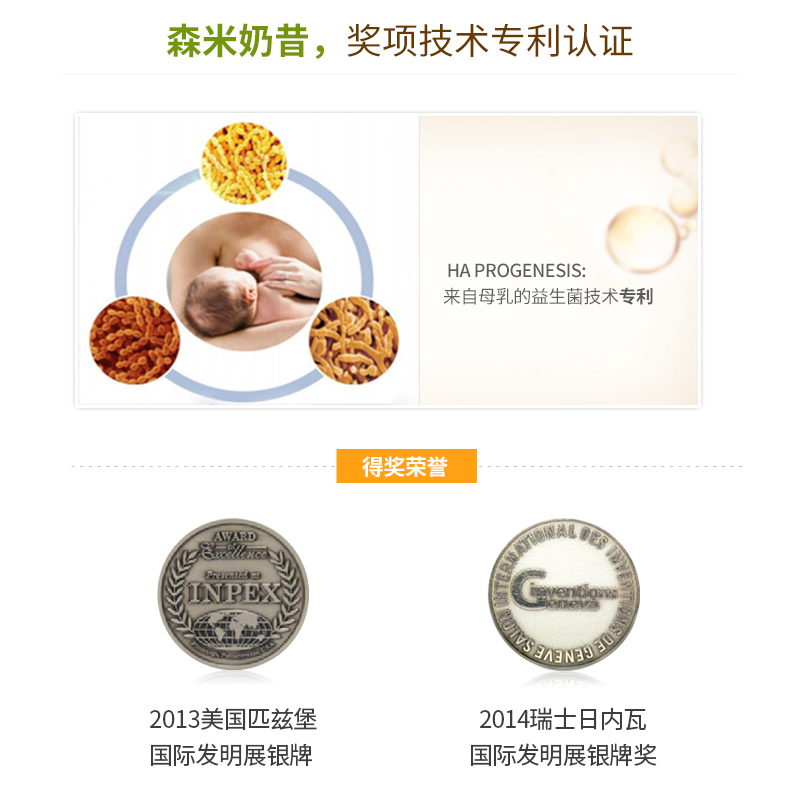 森米奶昔，奖项技术专利认证
HA PROGENESIS:
来自母乳的益生菌技术专利
得奖荣誉
AWARD
of
Excellence
Presented at
INPEX
SALON INTERNATIONAL DES INVENTIONS DE GENEVE
inventions
Geneva
2013美国匹兹堡
国际发明展银牌
2014瑞士日内瓦
国际发明展银牌奖